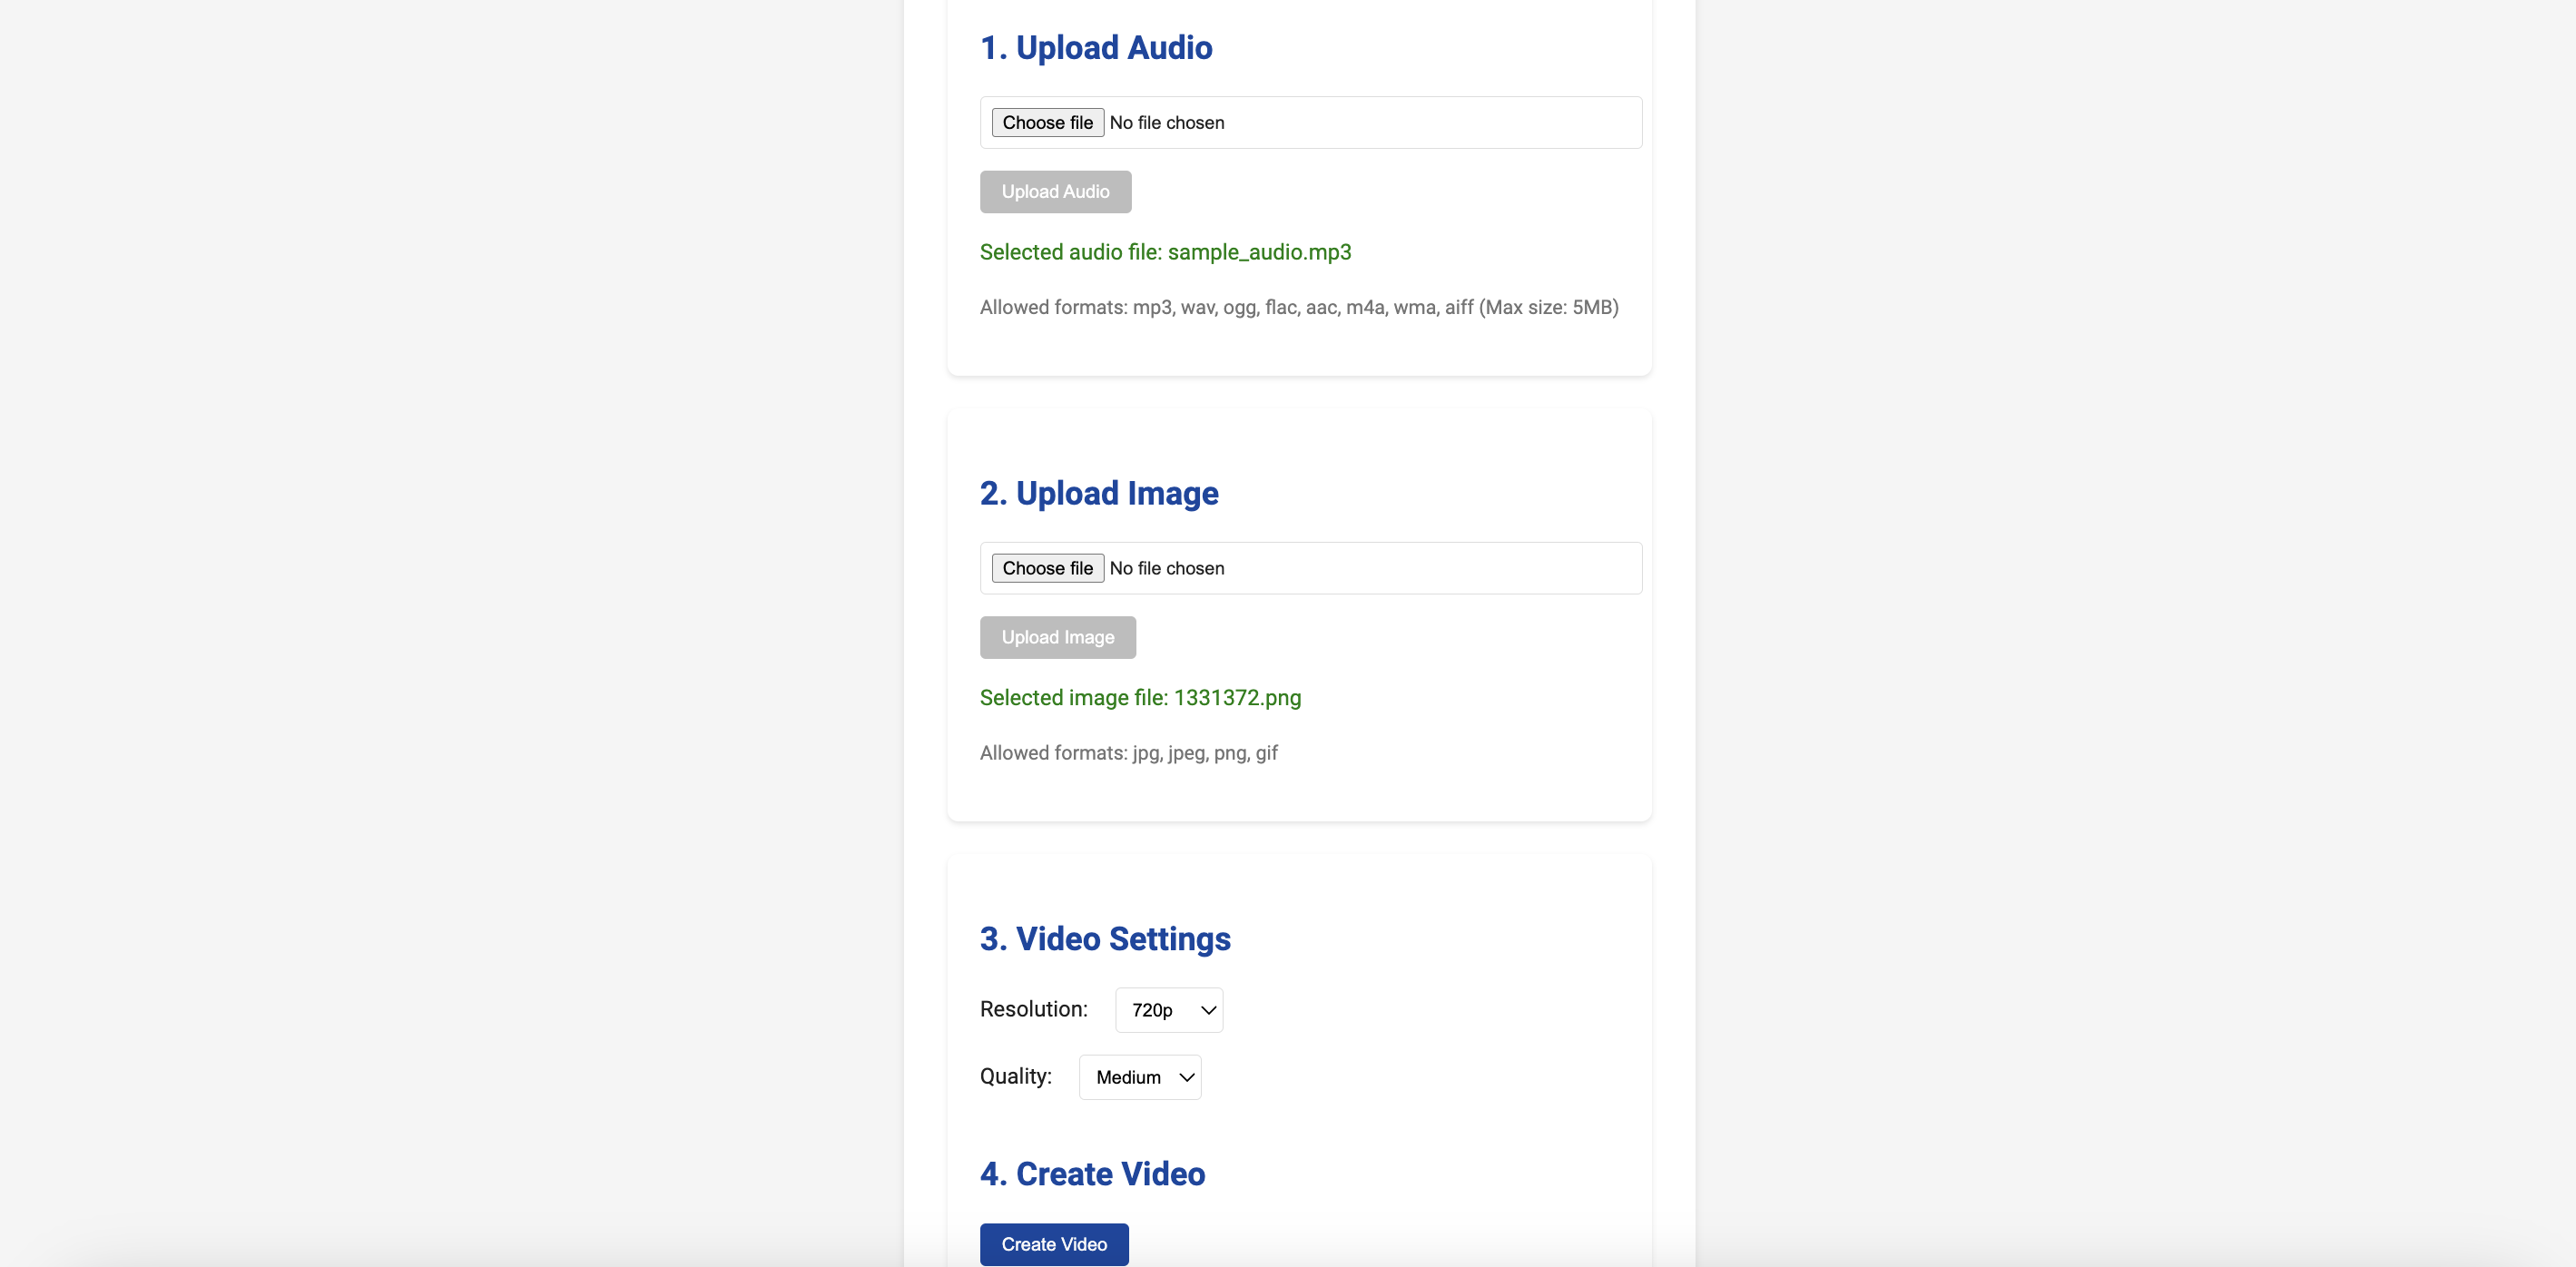 1. Upload Audio
Choose file No file chosen
Upload Audio
Selected audio file: sample_audio.mp3
Allowed formats: mp3, wav, ogg, flac, aac, m4a, wma, aiff (Max size: 5MB)
2. Upload Image
Choose file No file chosen
Upload Image
Selected image file: 1331372.png
Allowed formats: jpg, jpeg, png, gif
3. Video Settings
Resolution: 720p
Quality: Medium
4. Create Video
Create Video